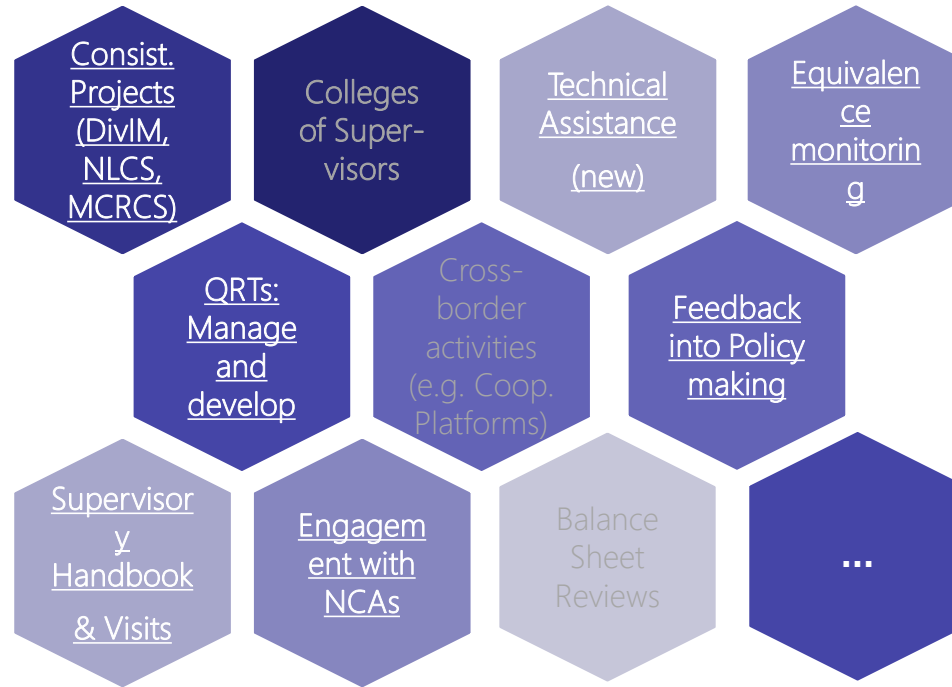 Consist.
Projects
(DivIM,
NLCS,
MCRCS)
Colleges
of Super-
visors
Technical
Assistance
(new)
Equivalen
ce
monitorin
g
QRTs:
Manage
and
develop
Cross-
border
activities
(e.g. Coop.
Platforms)
Feedback
into Policy
making
Supervisor
y
Handbook
& Visits
Engagem
ent with
NCAs
Balance
Sheet
Reviews
...